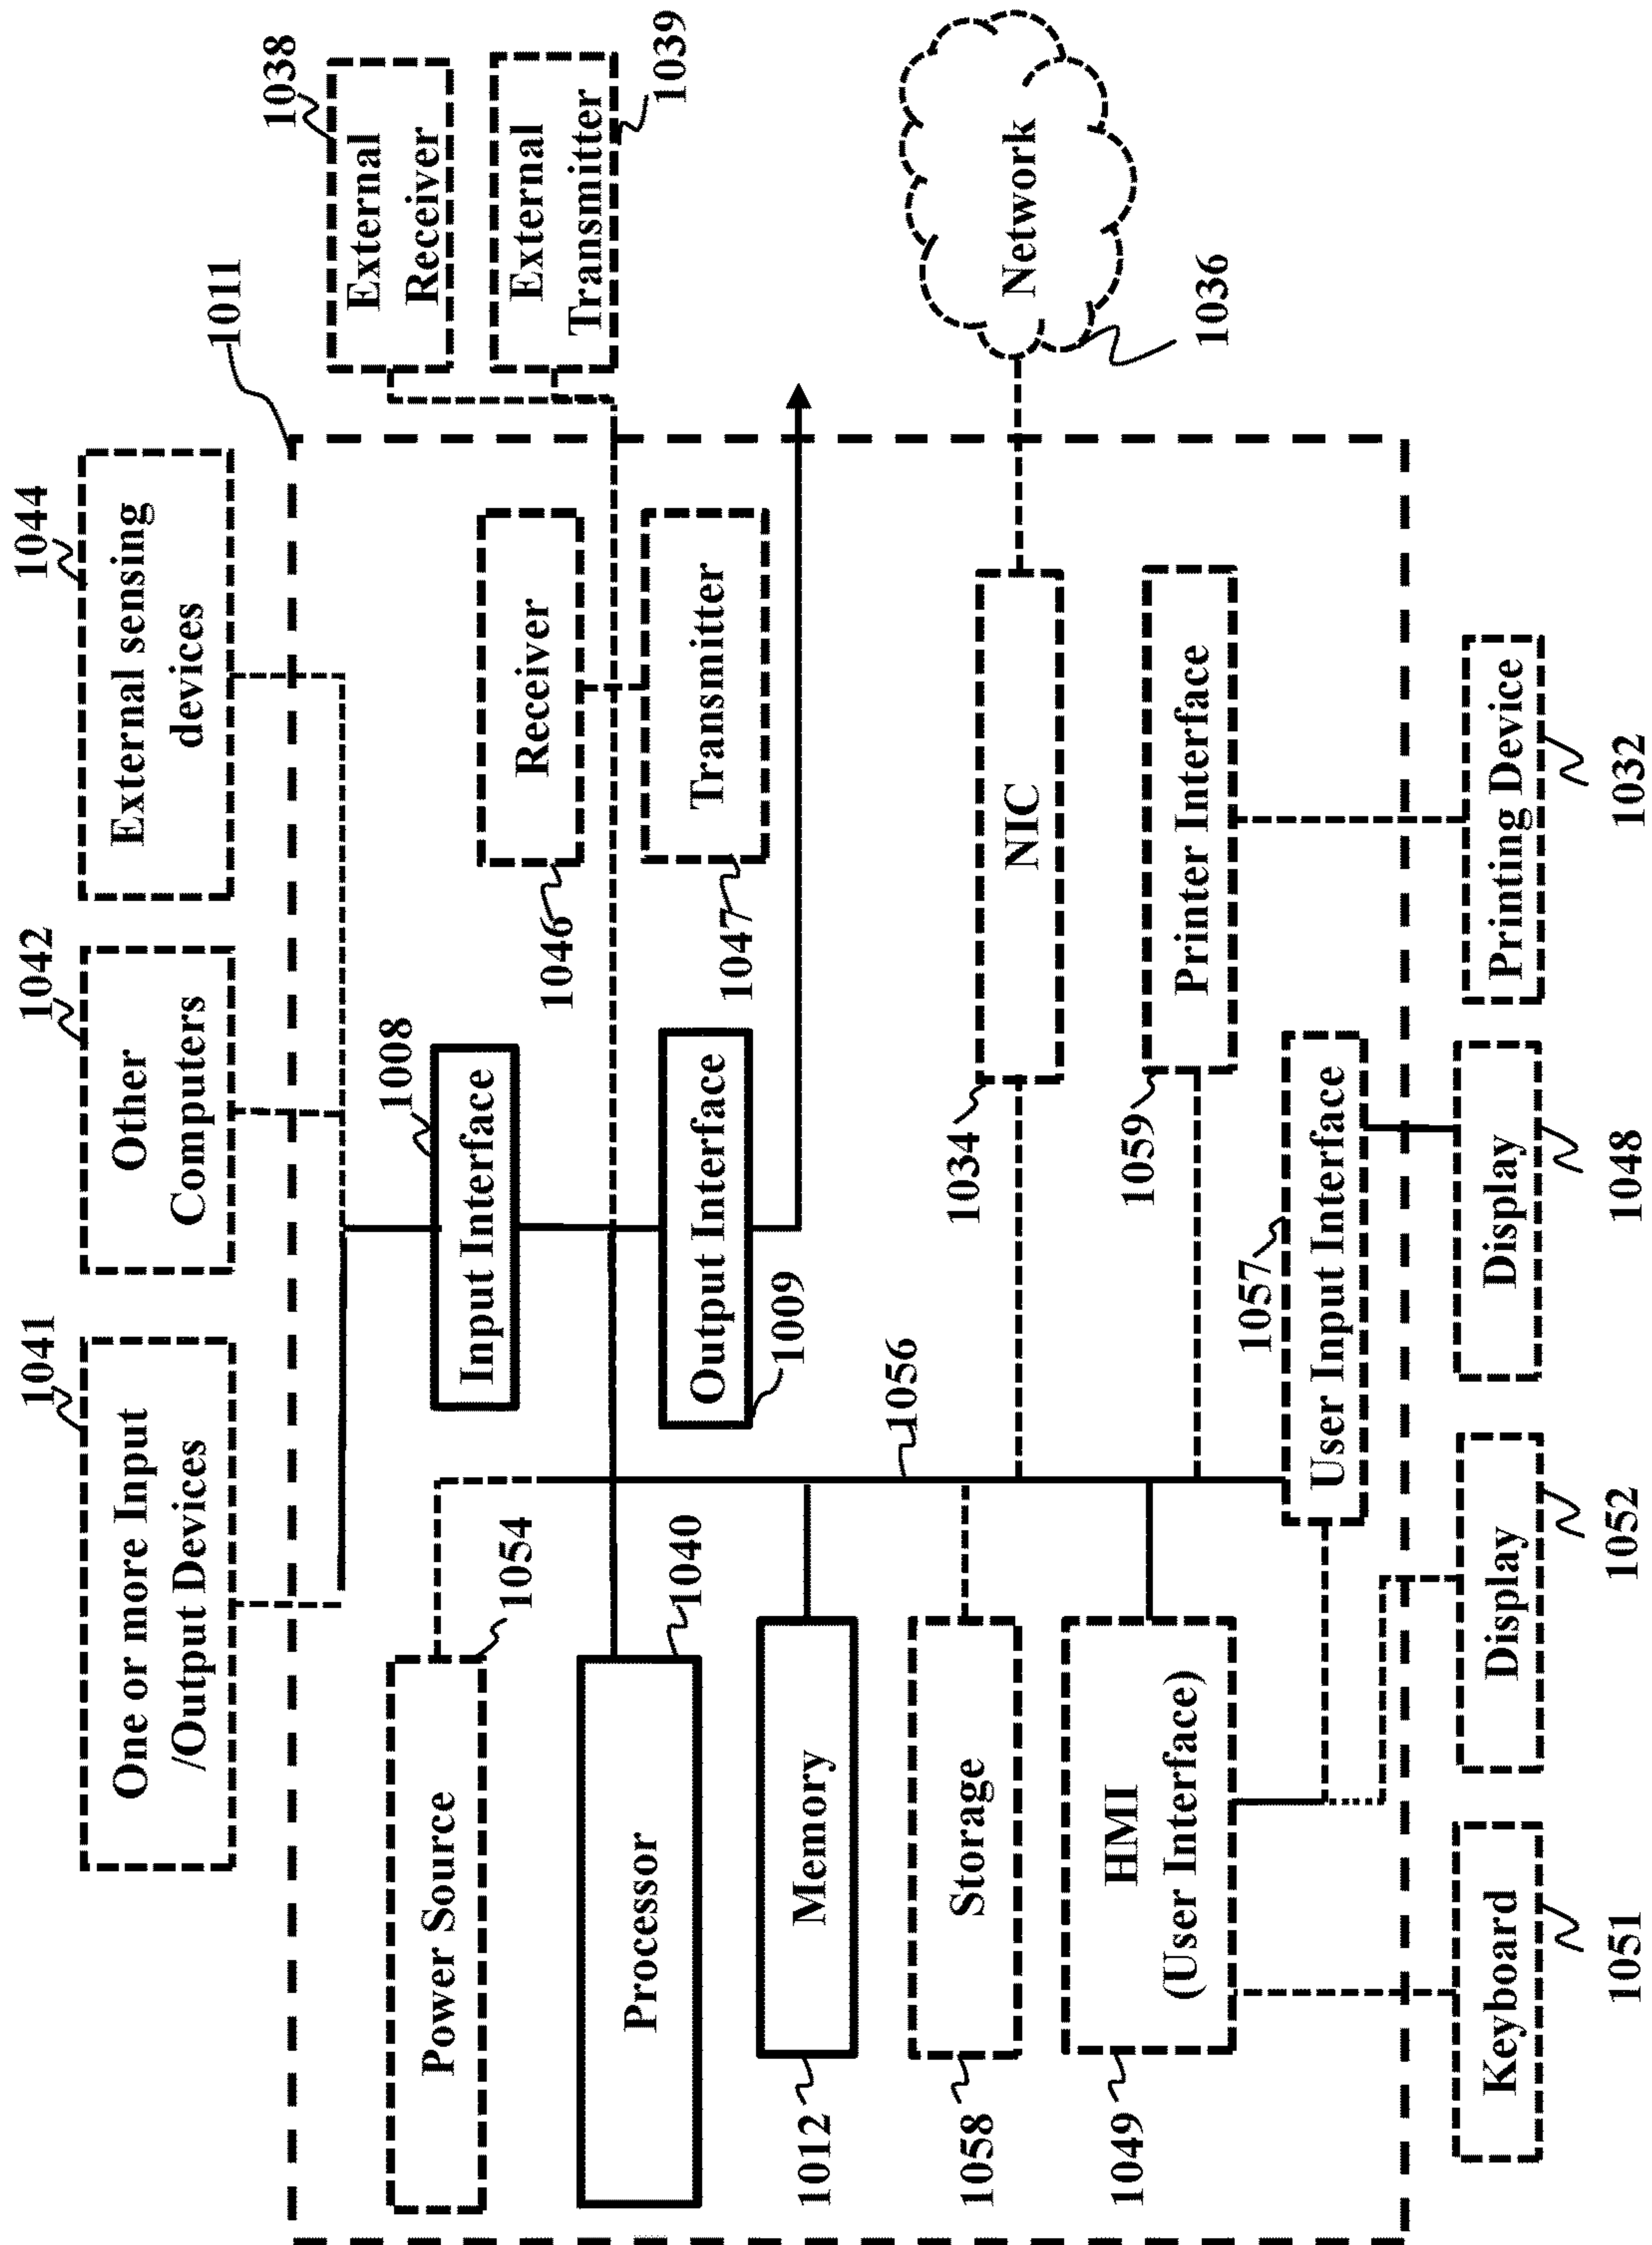 1041
One or more Input
/Output Devices
1042
Other
Computers
1044
External sensing
devices
1011
1038
External
Receiver
External
Transmitter
1039
Power Source
1054
1008
Input Interface
Receiver
1046
Processor
1040
Output Interface
1009
Transmitter
1047
Memory
1012
1056
Storage
1058
1034
NIC
Network
1036
HMI
(User Interface)
1049
1059
Printer Interface
1057
User Input Interface
Keyboard
1051
Display
1052
Display
1048
Printing Device
1032